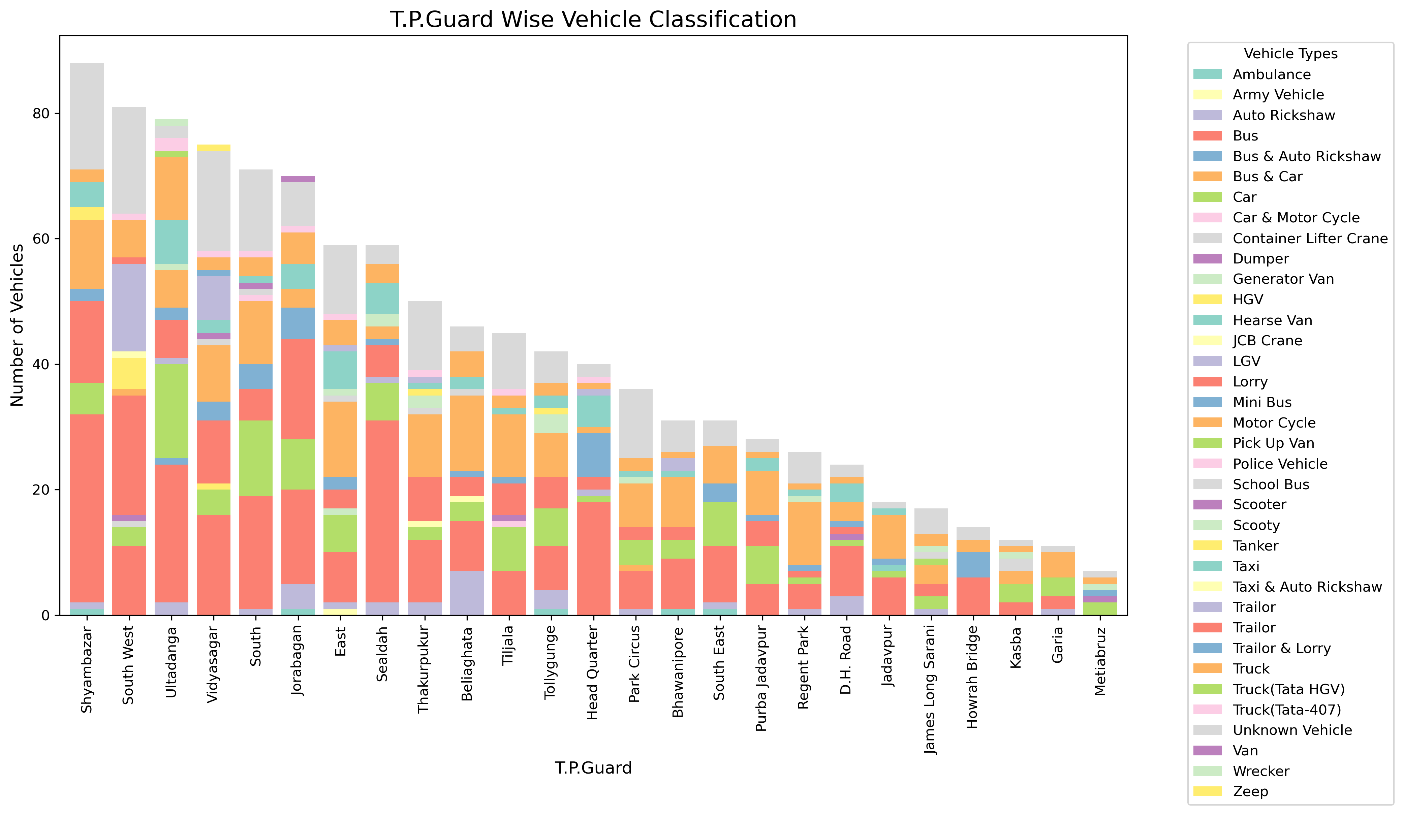 T.P.Guard Wise Vehicle Classification
Number of Vehicles
80
60
40
20
0
Shyambazar
South West
Ultadanga
Vidyasagar
South
Jorabagan
East
Sealdah
Thakurpukur
Beliaghata
Tiljala
Tollygunge
Head Quarter
Park Circus
Bhawanipore
South East
Purba Jadavpur
Regent Park
D.H. Road
Jadavpur
James Long Sarani
Howrah Bridge
Kasba
Garia
Metiabruz
T.P.Guard
Vehicle Types
Ambulance
Army Vehicle
Auto Rickshaw
Bus
Bus & Auto Rickshaw
Bus & Car
Car
Car & Motor Cycle
Container Lifter Crane
Dumper
Generator Van
HGV
Hearse Van
JCB Crane
LGV
Lorry
Mini Bus
Motor Cycle
Pick Up Van
Police Vehicle
School Bus
Scooter
Scooty
Tanker
Taxi
Taxi & Auto Rickshaw
Trailor
Trailor
Trailor & Lorry
Truck
Truck(Tata HGV)
Truck(Tata-407)
Unknown Vehicle
Van
Wrecker
Zeep